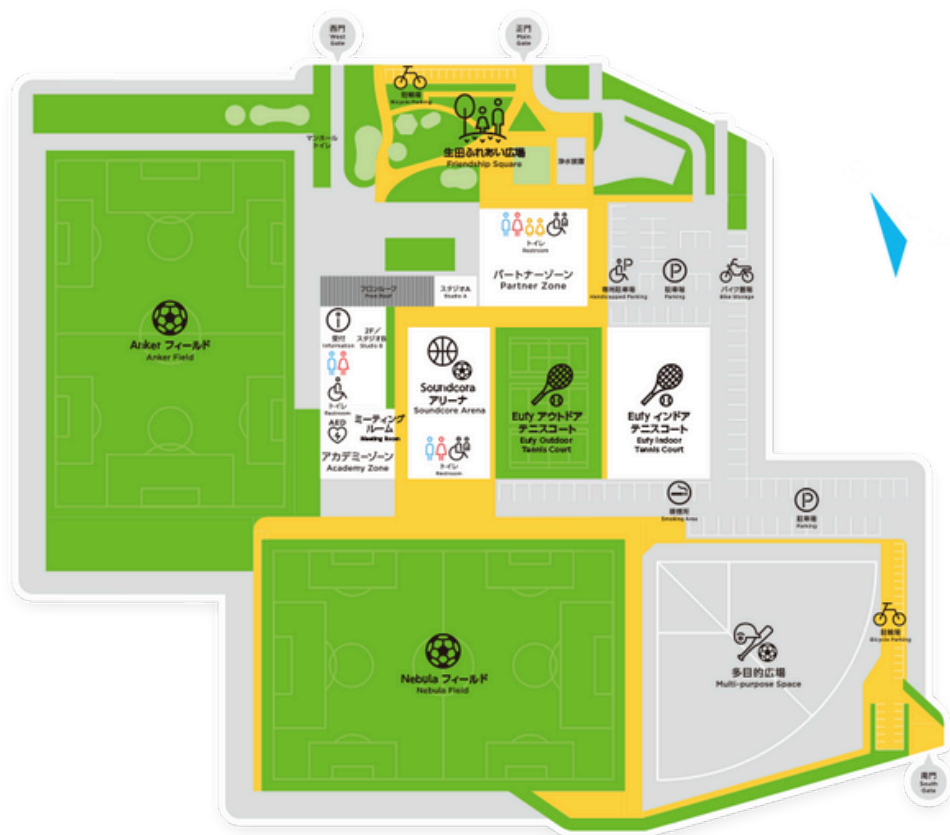 西門
West
Gate
正門
Main
Gate
駐輪場
Bicycle Parking
マンホール
トイレ
生田ふれあい広場
Friendship Square
浄水装置
トイレ
Restroom
パートナーゾーン
Partner Zone
専用駐車場
Handicapped Parking
駐車場
Parking
バイク置場
Bike Storage
フロンルーフ
Fron Roof
スタジオA
Studio A
受付
Information
2F/
スタジオB
Studio B
トイレ
Restroom
AED
ミーティング
ルーム
Meeting Room
アカデミーゾーン
Academy Zone
Anker フィールド
Anker Field
Soundcore
アリーナ
Soundcore Arena
トイレ
Restroom
Eufy アウトドア
テニスコート
Eufy Outdoor
Tennis Court
Eufy インドア
テニスコート
Eufy Indoor
Tennis Court
喫煙所
Smoking Area
駐車場
Parking
Nebula フィールド
Nebula Field
多目的広場
Multi-purpose Space
駐輪場
Bicycle Parking
南門
South
Gate